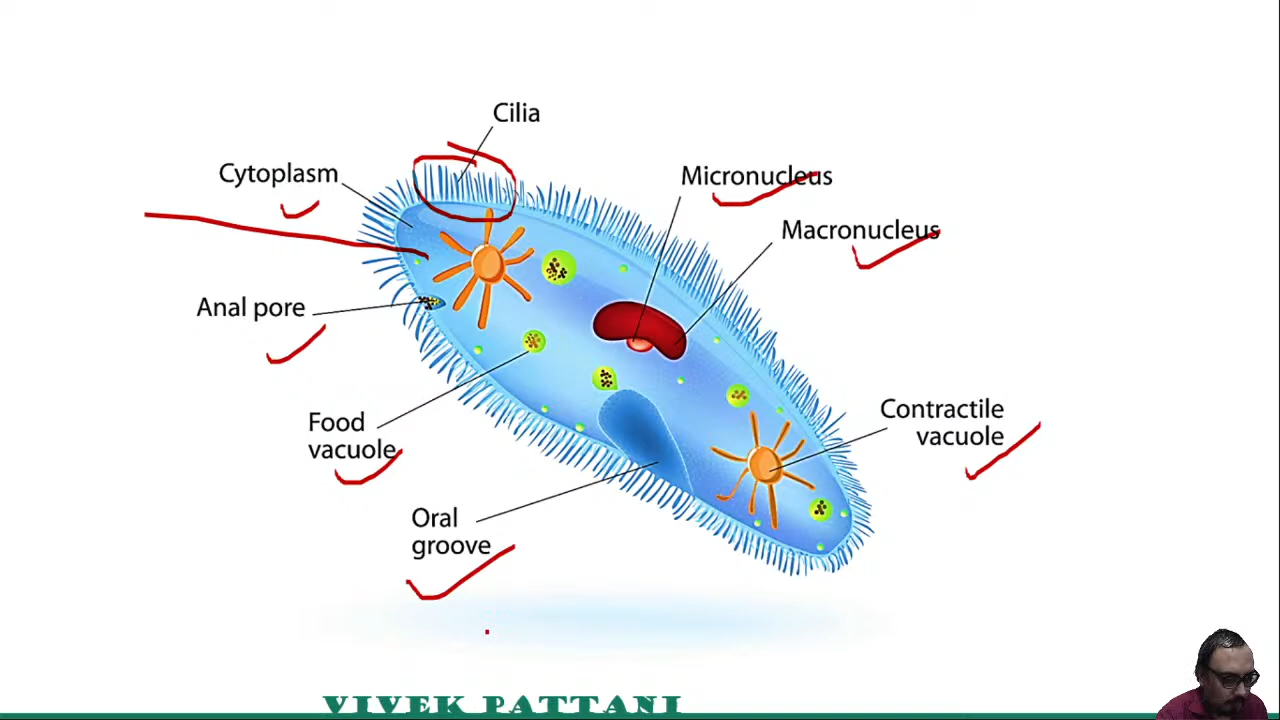 Cilia
Cytoplasm
Micronucleus
Macronucleus
Anal pore
Food
vacuole
Contractile
vacuole
Oral
groove
VIVEK PATTANI